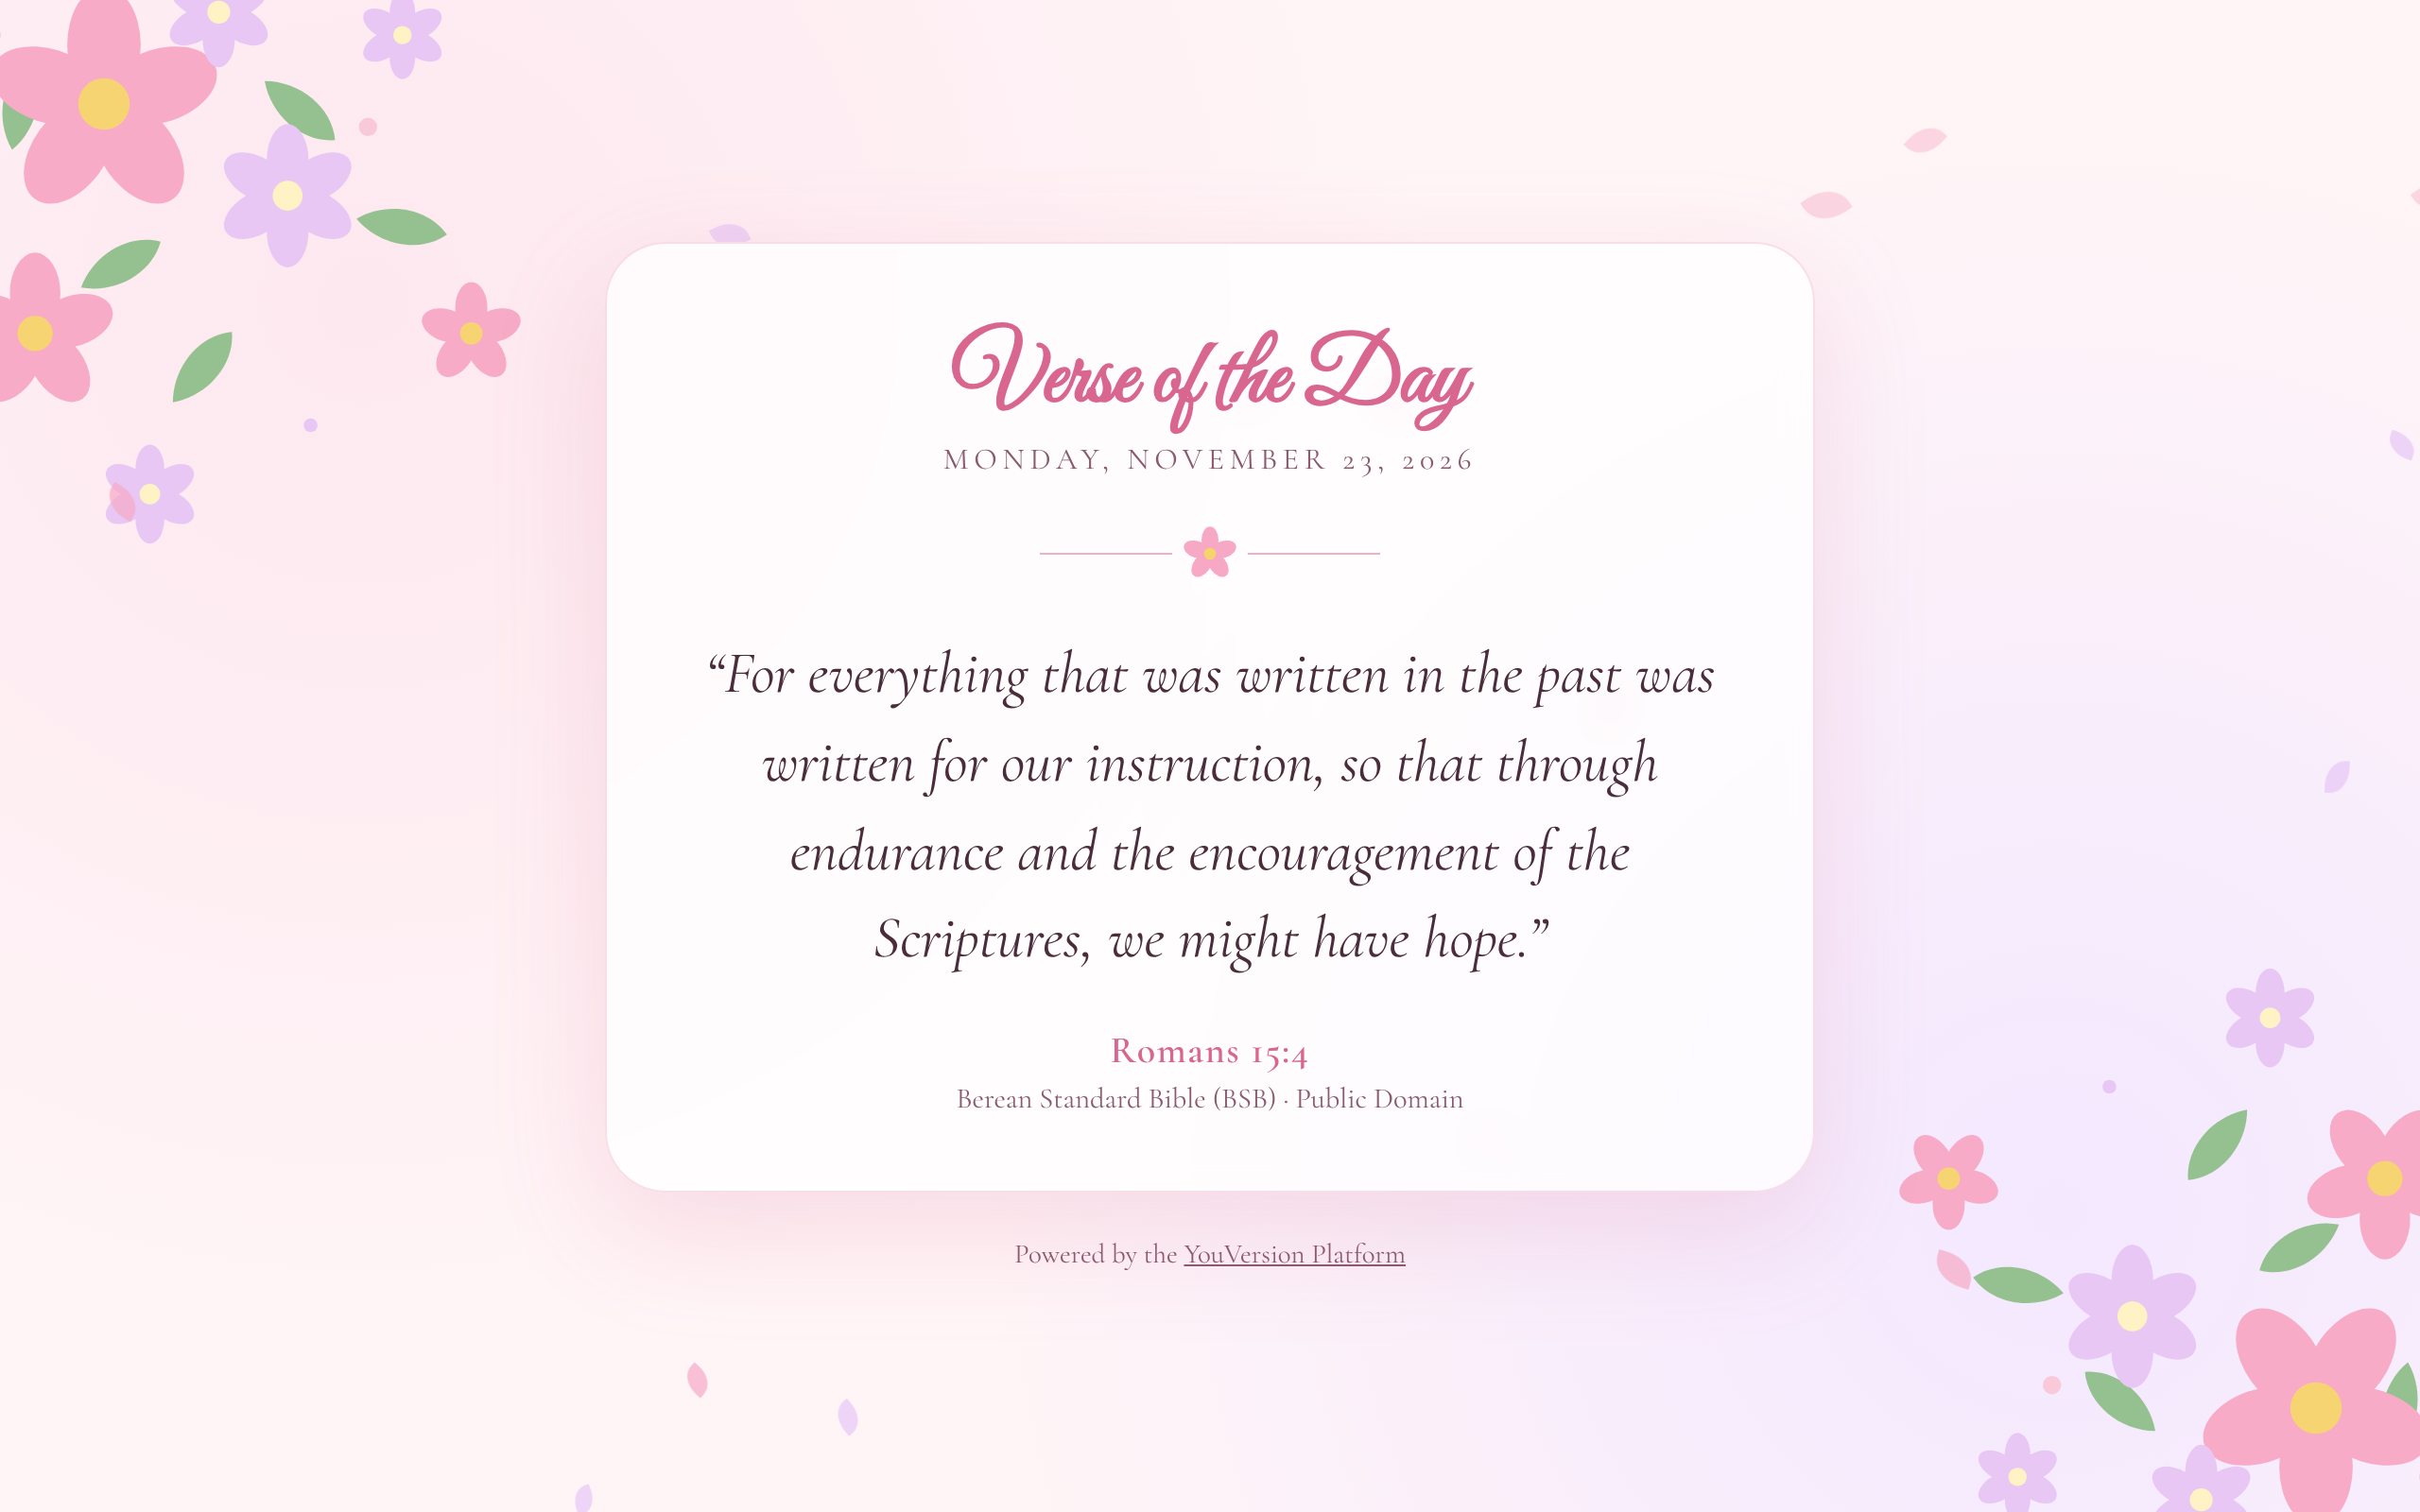 Verse of the Day
MONDAY, NOVEMBER 23, 2026
“For everything that was written in the past was
written for our instruction, so that through
endurance and the encouragement of the
Scriptures, we might have hope.”
Romans 15:4
Berean Standard Bible (BSB) · Public Domain
Powered by the YouVersion Platform